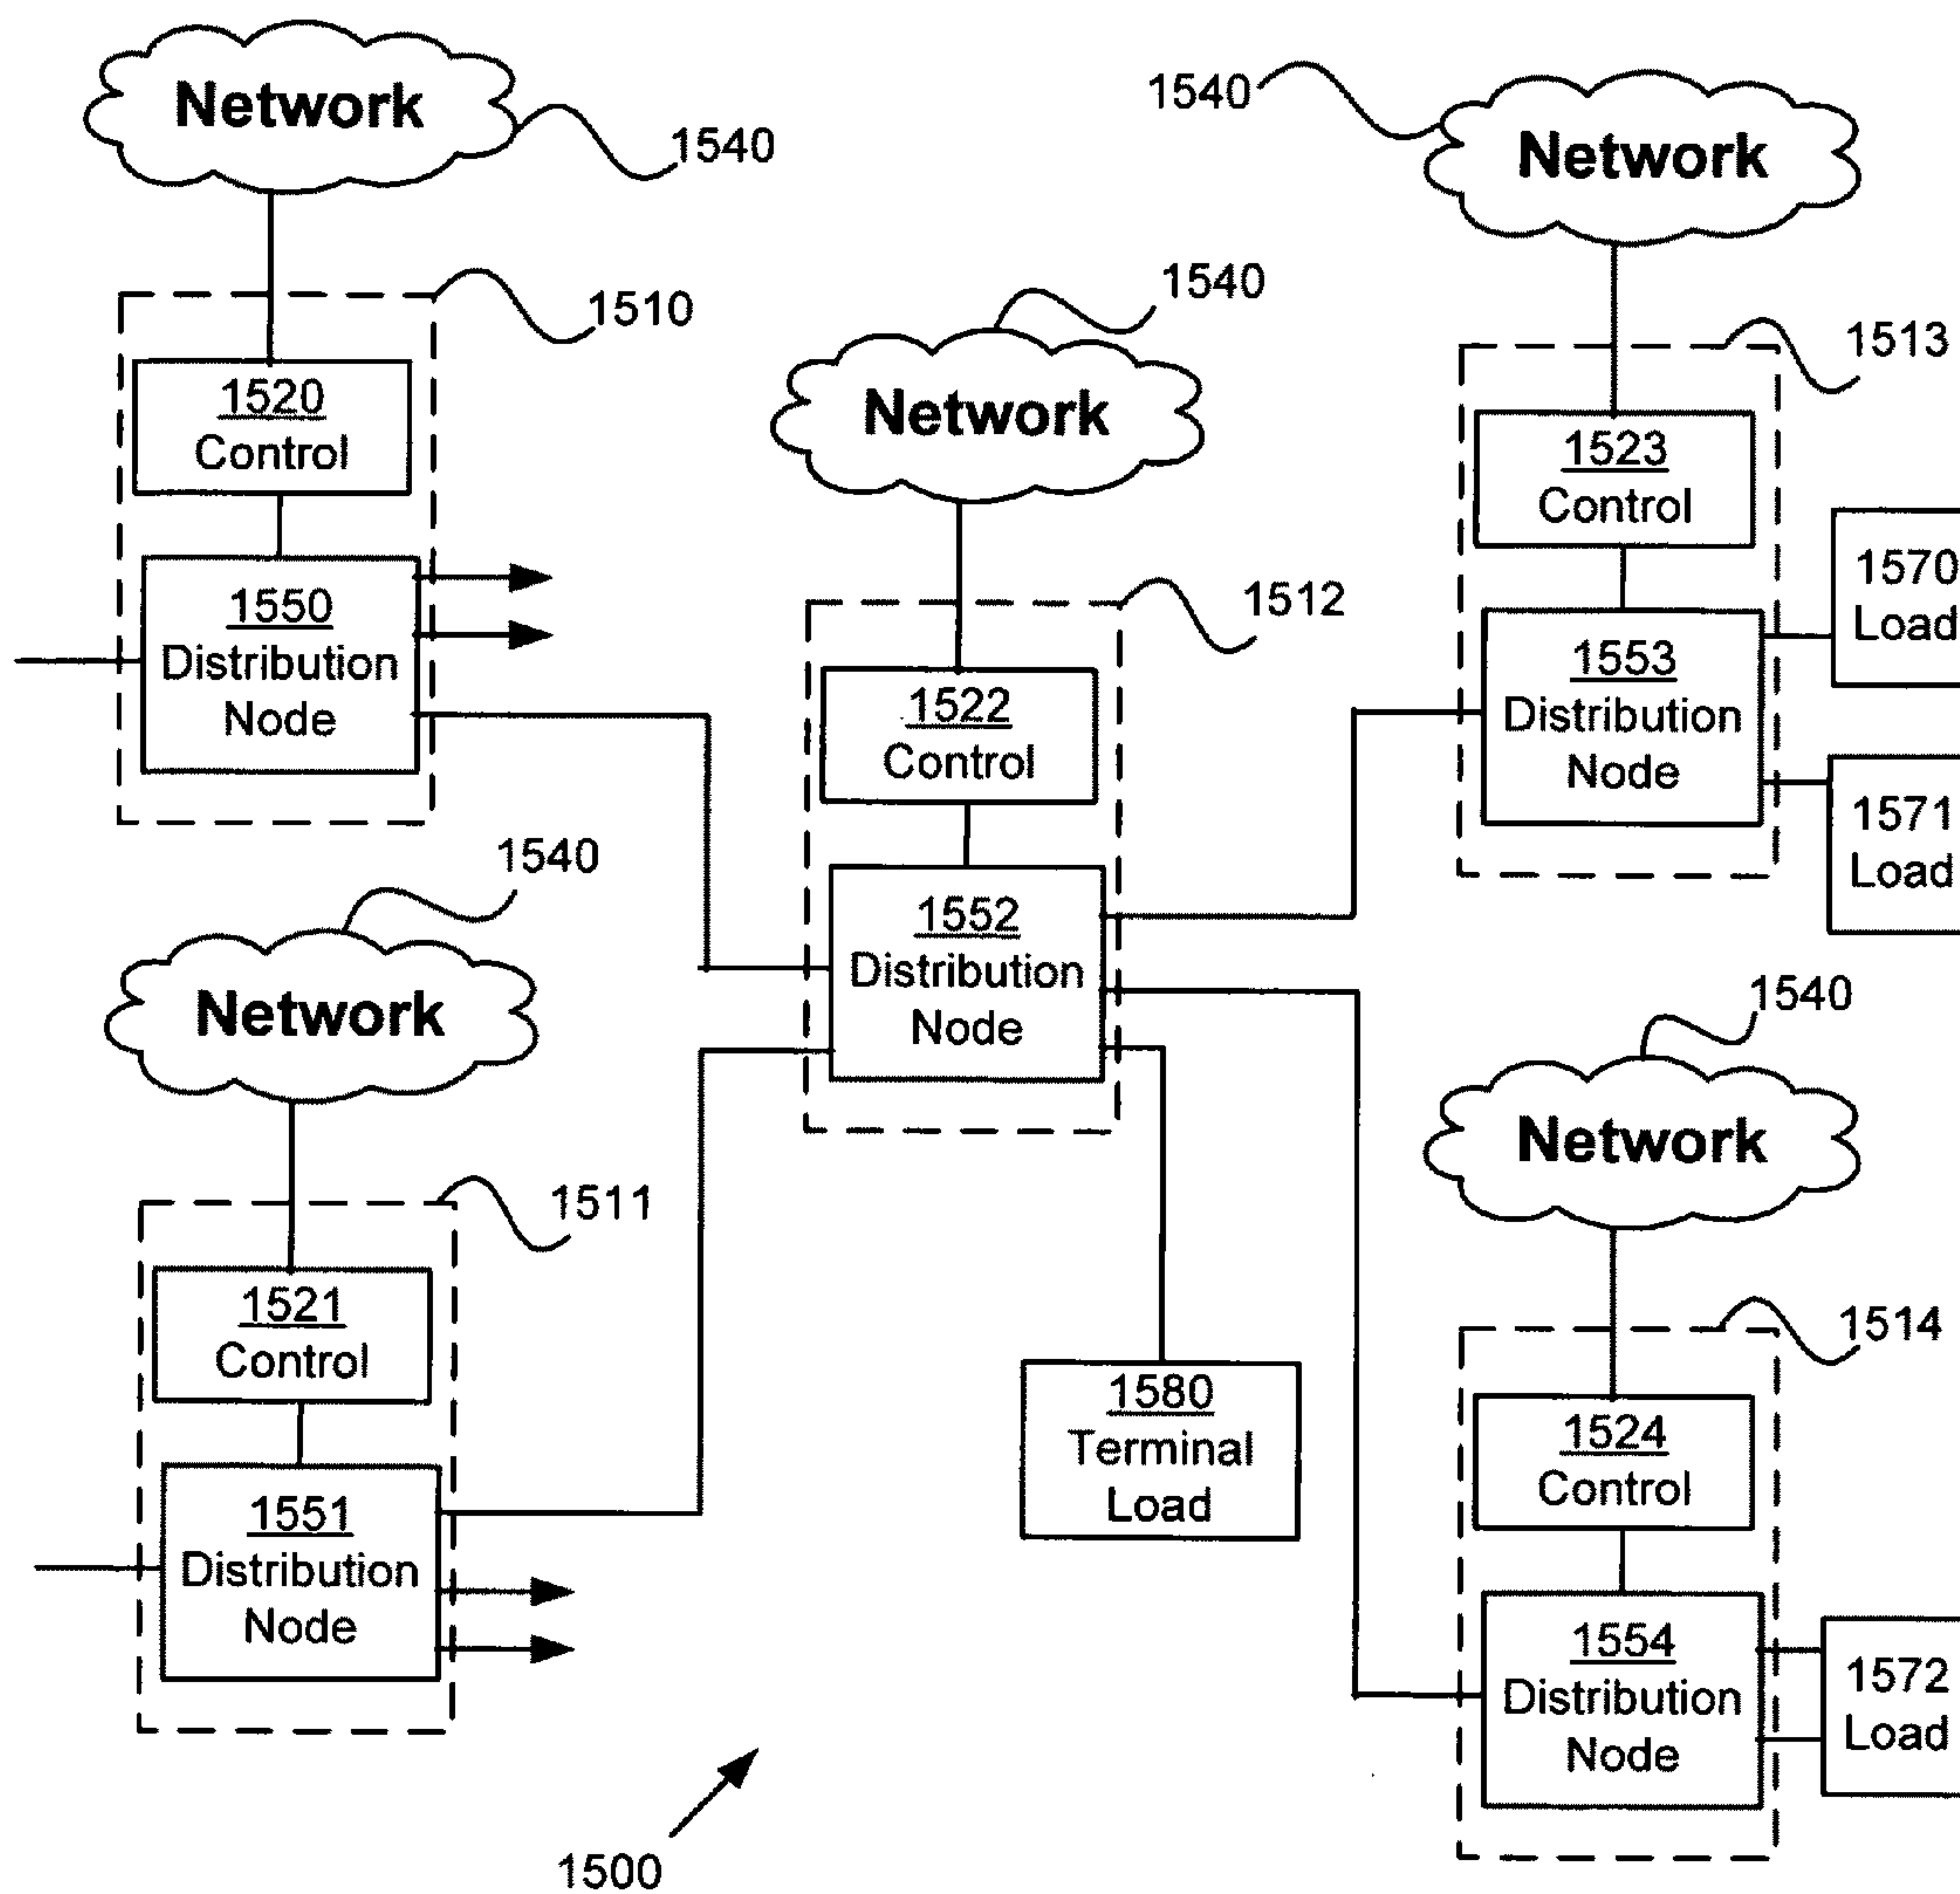 Network
1540
1510
1520
Control
1550
Distribution
Node
1540
Network
1512
1522
Control
1552
Distribution
Node
1540
Network
1513
1523
Control
1553
Distribution
Node
1570
Load
1571
Load
1540
Network
1511
1521
Control
1551
Distribution
Node
1580
Terminal
Load
1540
Network
1514
1524
Control
1554
Distribution
Node
1572
Load
1500